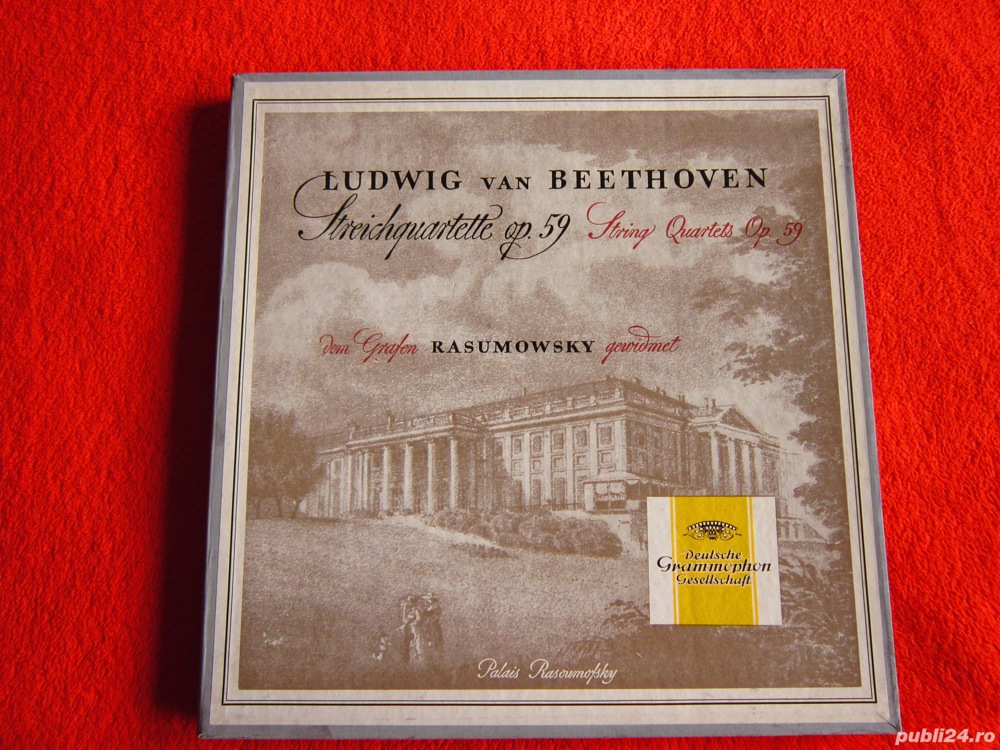 LUDWIG VAN BEETHOVEN
Streichquartette op. 59 String Quartets Op. 59
dem Grafen RASUMOWSKY gewidmet
Deutsche
Grammophon
Gesellschaft
Palais Rasoumofsky
publi24.ro